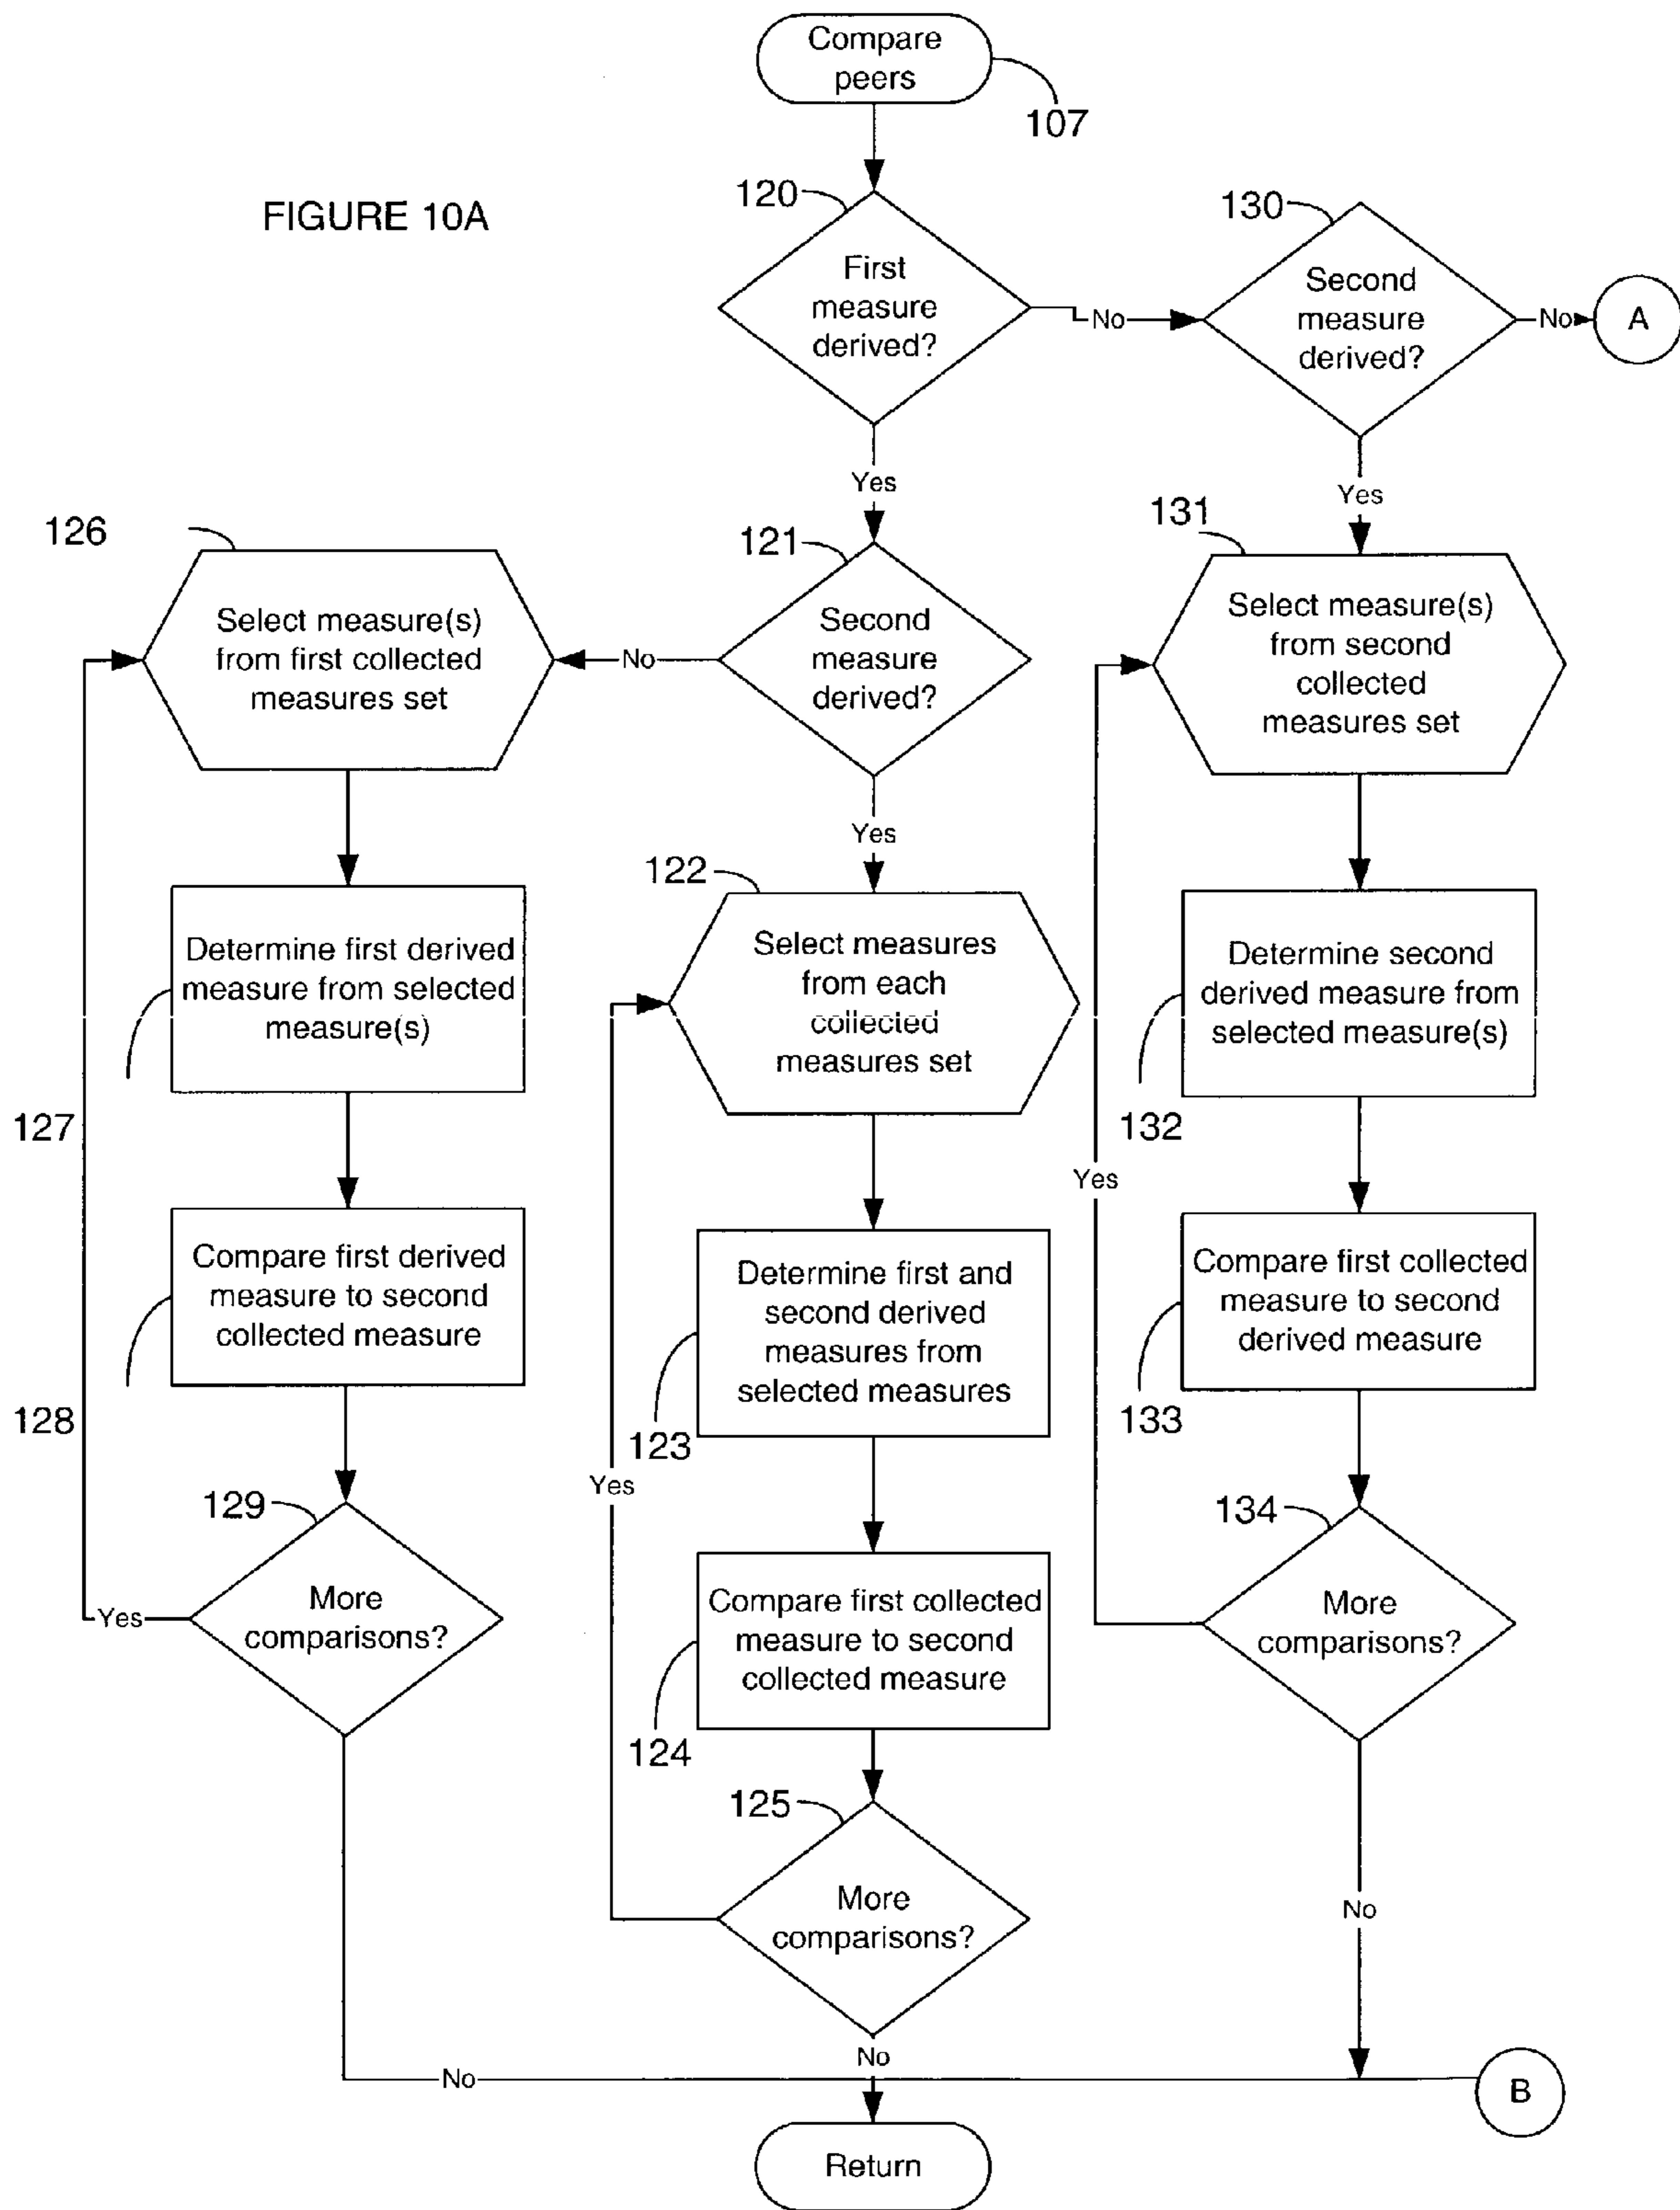 Compare
peers
107
FIGURE 10A
120
First
measure
derived?
No
130
Second
measure
derived?
No
A
Yes
Yes
126
Select measure(s)
from first collected
measures set
No
121
Second
measure
derived?
131
Select measure(s)
from second
collected
measures set
Yes
122
Select measures
from each
collected
measures set
Determine first derived
measure from selected
measure(s)
127
Determine second
derived measure from
selected measure(s)
132
Yes
Compare first derived
measure to second
collected measure
128
Determine first and
second derived
measures from
selected measures
123
Compare first collected
measure to second
derived measure
133
Yes
129
More
comparisons?
Yes
Compare first collected
measure to second
collected measure
124
134
More
comparisons?
125
More
comparisons?
No
No
No
B
Return